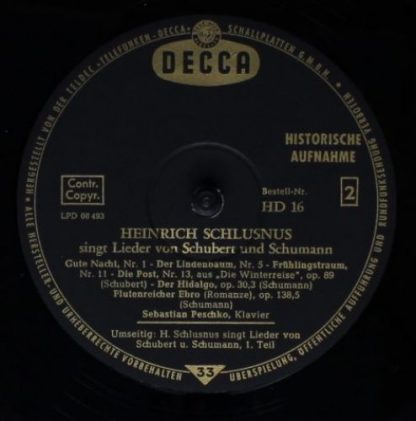 HERGESTELLT VON DER TELDEC „TELEFUNKEN-DECCA“ SCHALLPLATTEN G.M.B.H.
DECCA
HISTORISCHE
AUFNAHME
Contr.
Copyr.
LPD 68 493
Bestell-Nr.
HD 16
2
HEINRICH SCHLUSNUS
singt Lieder von Schubert und Schumann
Gute Nacht, Nr. 1 - Der Lindenbaum, Nr. 5 - Frühlingstraum,
Nr. 11 - Die Post, Nr. 13, aus „Die Winterreise", op. 89
(Schubert) - Der Hidalgo, op. 30,3 (Schumann)
Flutenreicher Ebro (Romanze), op. 138,5
(Schumann)
Sebastian Peschko, Klavier
Umseitig: H. Schlusnus singt Lieder von
Schubert u. Schumann, 1. Teil
33
ALLE HERSTELLER- UND URHEBERRECHTE VORBEHALTEN
ÜBERSPIELUNG, ÖFFENTLICHE AUFFÜHRUNG UND RUNDFUNKSENDUNG VERBOTEN